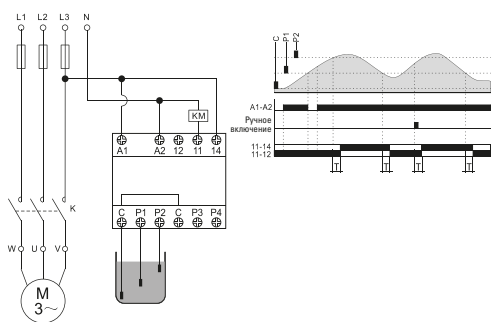 L1 L2 L3 N
C P1 P2
A1-A2
Ручное
включение
11-14
11-12
T T T T
KM
A1 A2 12 11 14
K
C P1 P2 C P3 P4
W U V
M
3~